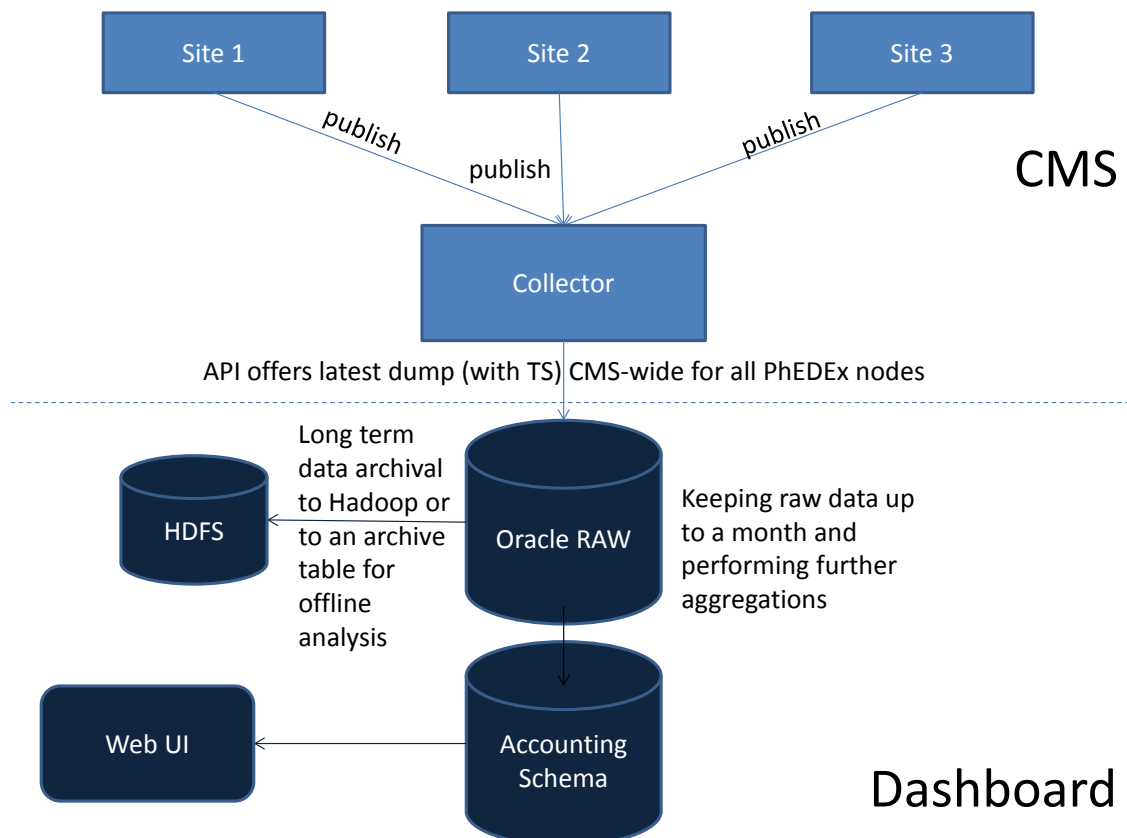 Site 1
Site 2
Site 3
publish
publish
publish
CMS
Collector
API offers latest dump (with TS) CMS-wide for all PhEDEx nodes
Long term
data archival
to Hadoop or
to an archive
table for
offline
analysis
HDFS
Oracle RAW
Keeping raw data up
to a month and
performing further
aggregations
Web UI
Accounting
Schema
Dashboard